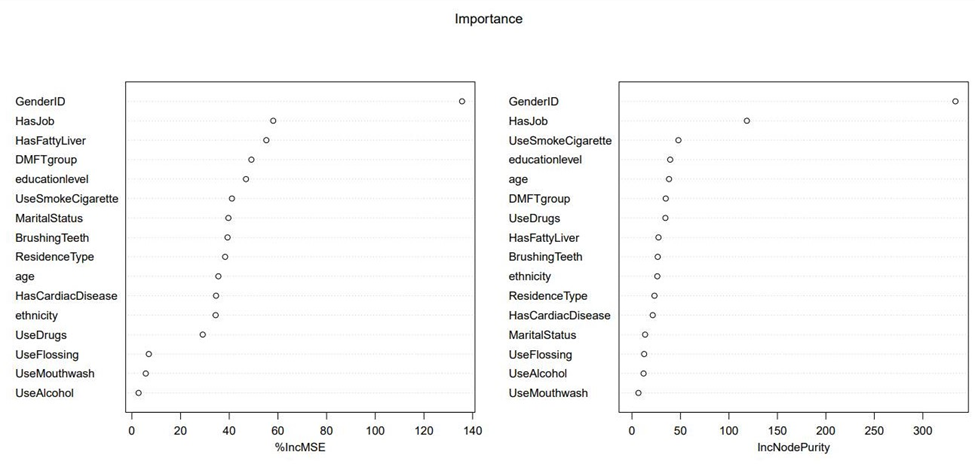 Importance
GenderID
HasJob
HasFattyLiver
DMFTgroup
educationlevel
UseSmokeCigarette
MaritalStatus
BrushingTeeth
ResidenceType
age
HasCardiacDisease
ethnicity
UseDrugs
UseFlossing
UseMouthwash
UseAlcohol
0 20 40 60 80 100 120 140
%IncMSE
GenderID
HasJob
UseSmokeCigarette
educationlevel
age
DMFTgroup
UseDrugs
HasFattyLiver
BrushingTeeth
ethnicity
ResidenceType
HasCardiacDisease
MaritalStatus
UseFlossing
UseAlcohol
UseMouthwash
0 50 100 150 200 250 300
IncNodePurity